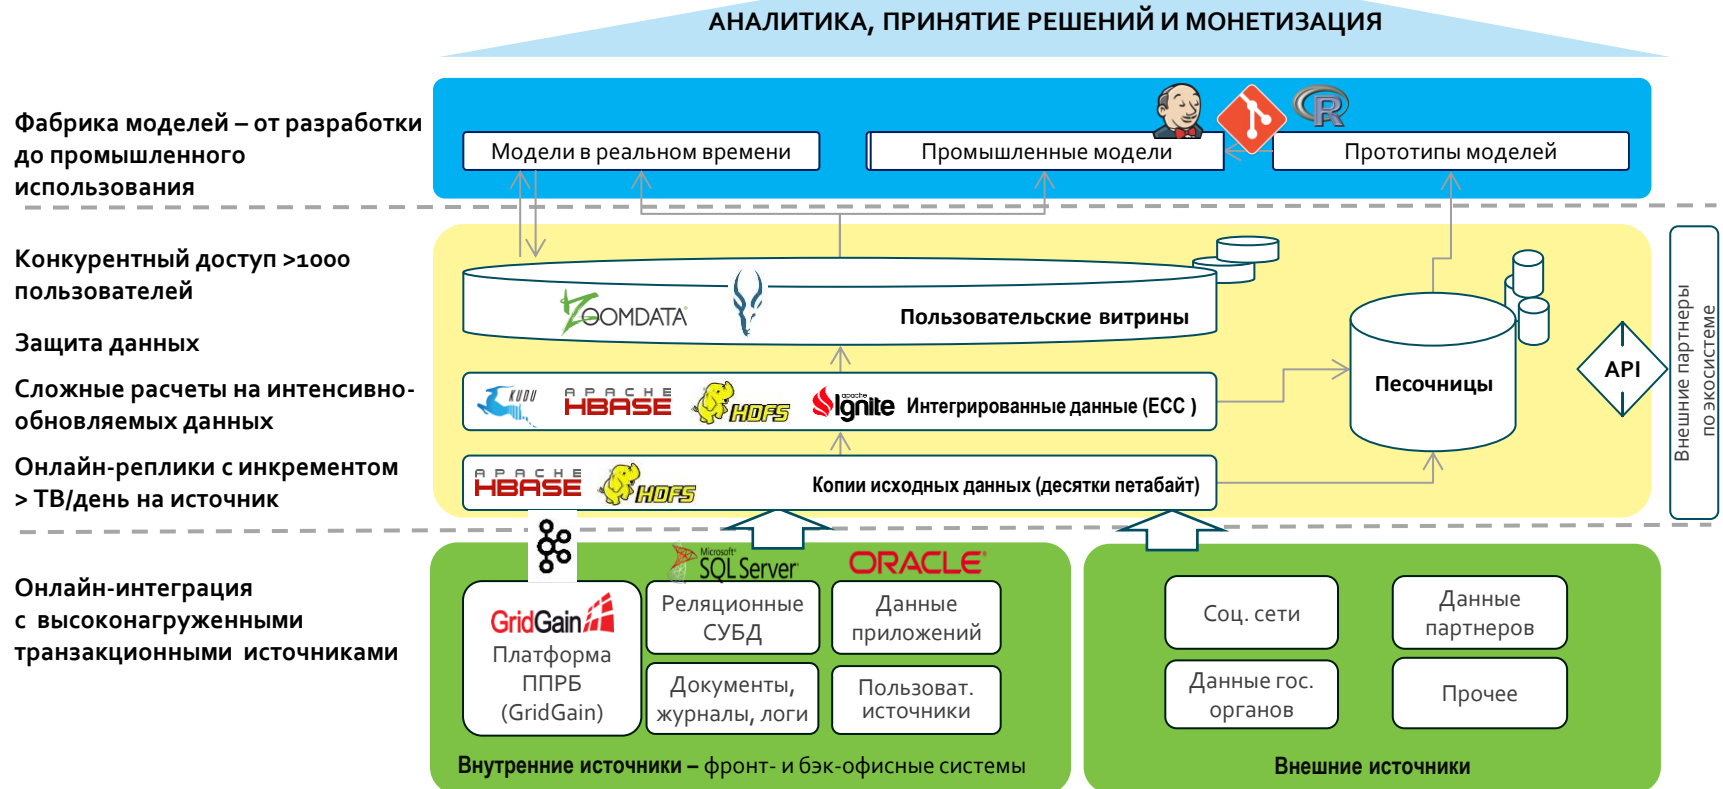 АНАЛИТИКА, ПРИНЯТИЕ РЕШЕНИЙ И МОНЕТИЗАЦИЯ
Фабрика моделей – от разработки
до промышленного
использования
Модели в реальном времени
Промышленные модели
R
Прототипы моделей
Конкурентный доступ >1000
пользователей
Защита данных
Сложные расчеты на интенсивно-
обновляемых данных
Онлайн-реплики с инкрементом
> ТВ/день на источник
ZOOMDATA
Пользовательские витрины
KUDU
APACHE
HBASE
HDFS
apache
Ignite
Интегрированные данные (ЕСС )
APACHE
HBASE
HDFS
Копии исходных данных (десятки петабайт)
Песочницы
API
Внешние партнеры
по экосистеме
Онлайн-интеграция
с высоконагруженными
транзакционными источниками
GridGain
Платформа
ППРБ
(GridGain)
Microsoft
SQL Server
Реляционные
СУБД
ORACLE
Данные
приложений
Документы,
журналы, логи
Пользоват.
источники
Внутренние источники – фронт- и бэк-офисные системы
Соц. сети
Данные
партнеров
Данные гос.
органов
Прочее
Внешние источники